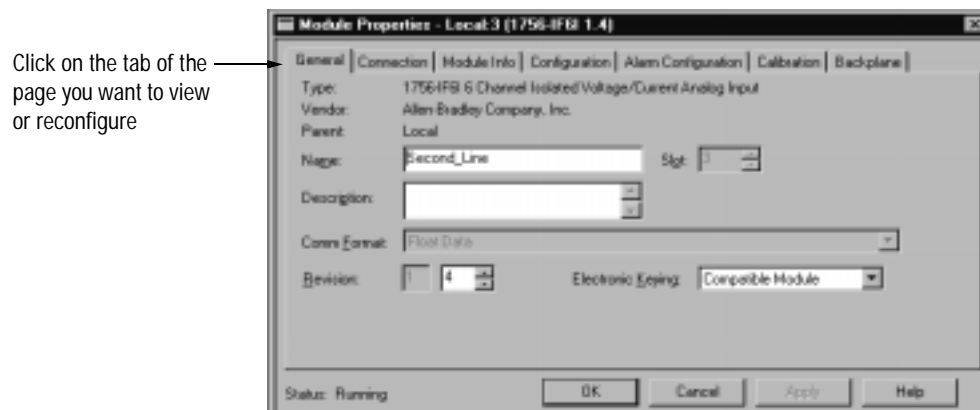 Module Properties - Local:3 (1756-IF6I 1.4)
Click on the tab of the
page you want to view
or reconfigure
General Connection Module Info Configuration Alarm Configuration Calibration Backplane
Type: 1756-IF6I 6 Channel Isolated Voltage/Current Analog Input
Vendor: Allen-Bradley Company, Inc.
Parent: Local
Name: Second_Line Slot: 3
Description:
Comm Format: Float Data
Revision: 1 4 Electronic Keying: Compatible Module
Status: Running OK Cancel Apply Help